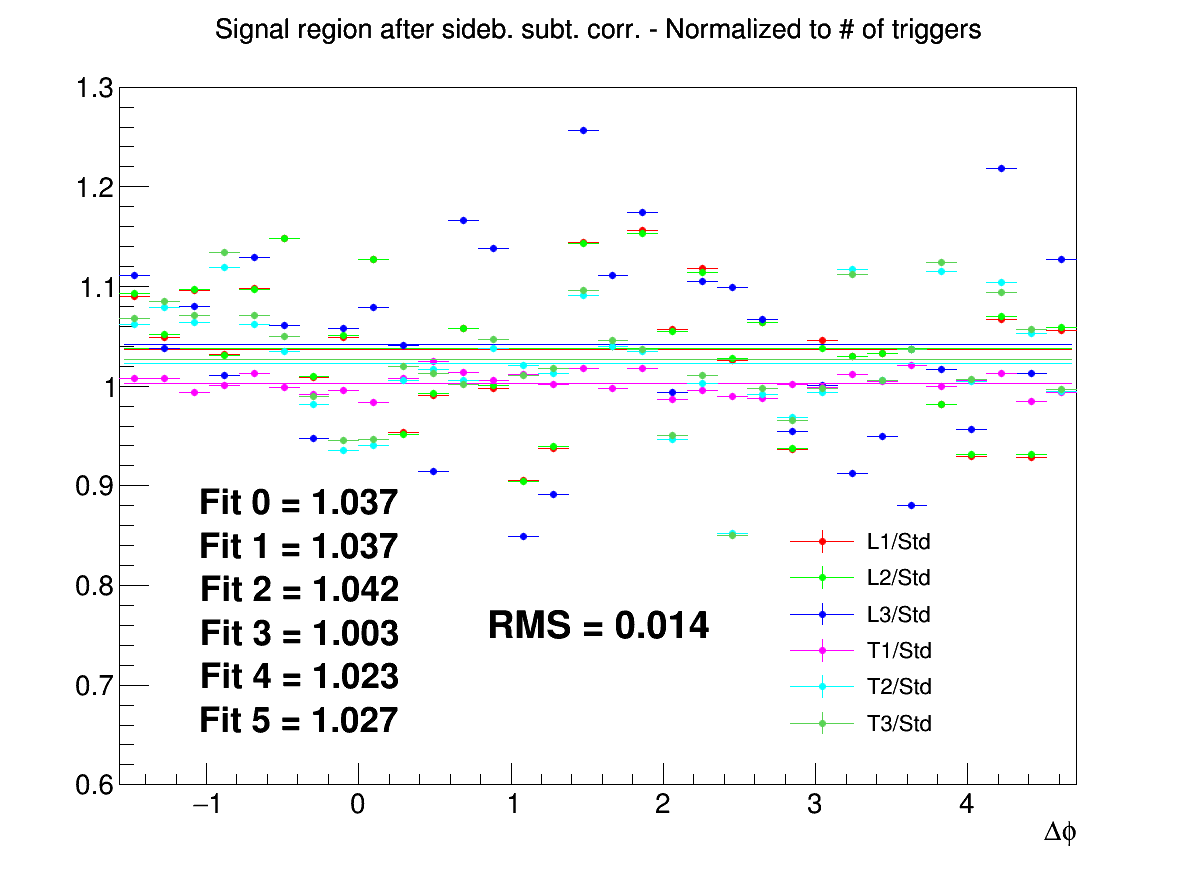 Signal region after sideb. subt. corr. - Normalized to # of triggers
1.3
1.2
1.1
1
0.9
0.8
0.7
0.6
Fit 0 = 1.037
Fit 1 = 1.037
Fit 2 = 1.042
Fit 3 = 1.003
Fit 4 = 1.023
Fit 5 = 1.027
RMS = 0.014
L1/Std
L2/Std
L3/Std
T1/Std
T2/Std
T3/Std
−1 0 1 2 3 4
Δϕ